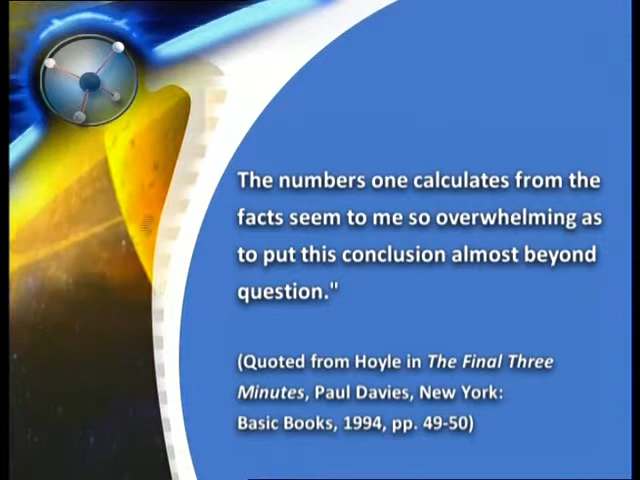 The numbers one calculates from the
facts seem to me so overwhelming as
to put this conclusion almost beyond
question."
(Quoted from Hoyle in The Final Three
Minutes, Paul Davies, New York:
Basic Books, 1994, pp. 49-50)